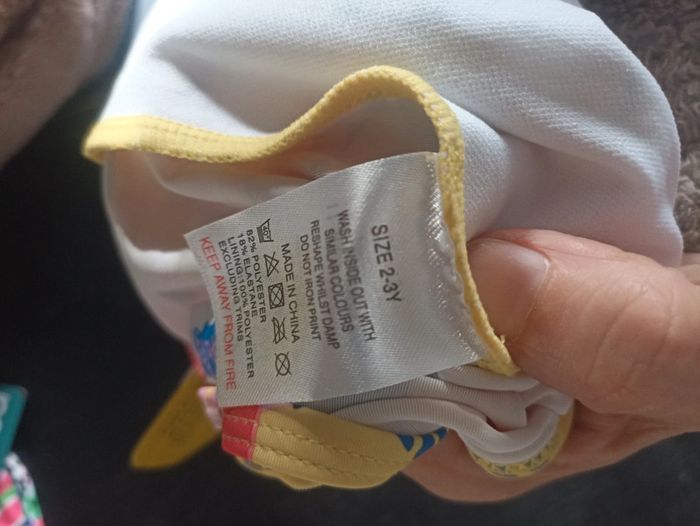 SIZE 2-3Y
WASH INSIDE OUT WITH
SIMILAR COLOURS
RESHAPE WHILST DAMP
DO NOT IRON PRINT
MADE IN CHINA
40°
82% POLYESTER
18% ELASTANE
LINING:100% POLYESTER
EXCLUDING TRIMS
KEEP AWAY FROM FIRE